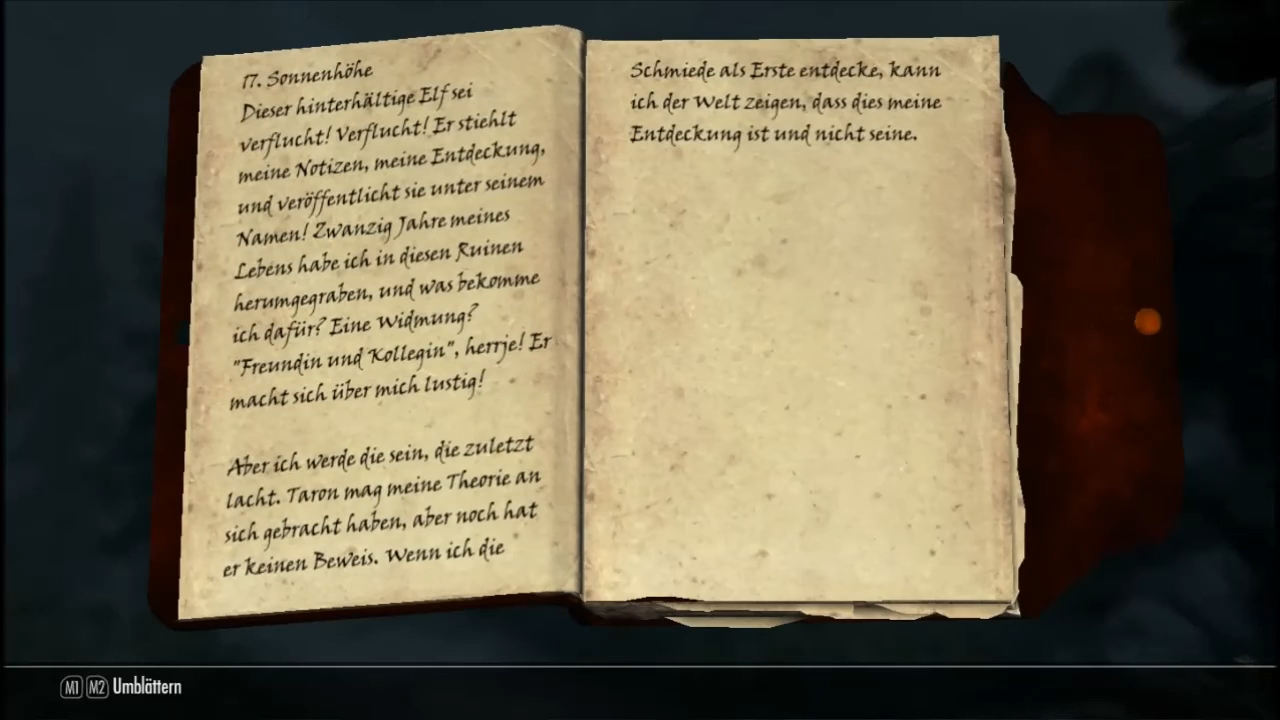 17. Sonnenhöhe
Dieser hinterhältige Elf sei
verflucht! Verflucht! Er stiehlt
meine Notizen, meine Entdeckung,
und veröffentlicht sie unter seinem
Namen! Zwanzig Jahre meines
Lebens habe ich in diesen Ruinen
herumgegraben, und was bekomme
ich dafür? Eine Widmung?
"Freundin und Kollegin", herrje! Er
macht sich über mich lustig!
Aber ich werde die sein, die zuletzt
lacht. Taron mag meine Theorie an
sich gebracht haben, aber noch hat
er keinen Beweis. Wenn ich die
Schmiede als Erste entdecke, kann
ich der Welt zeigen, dass dies meine
Entdeckung ist und nicht seine.
M1 M2 Umblättern